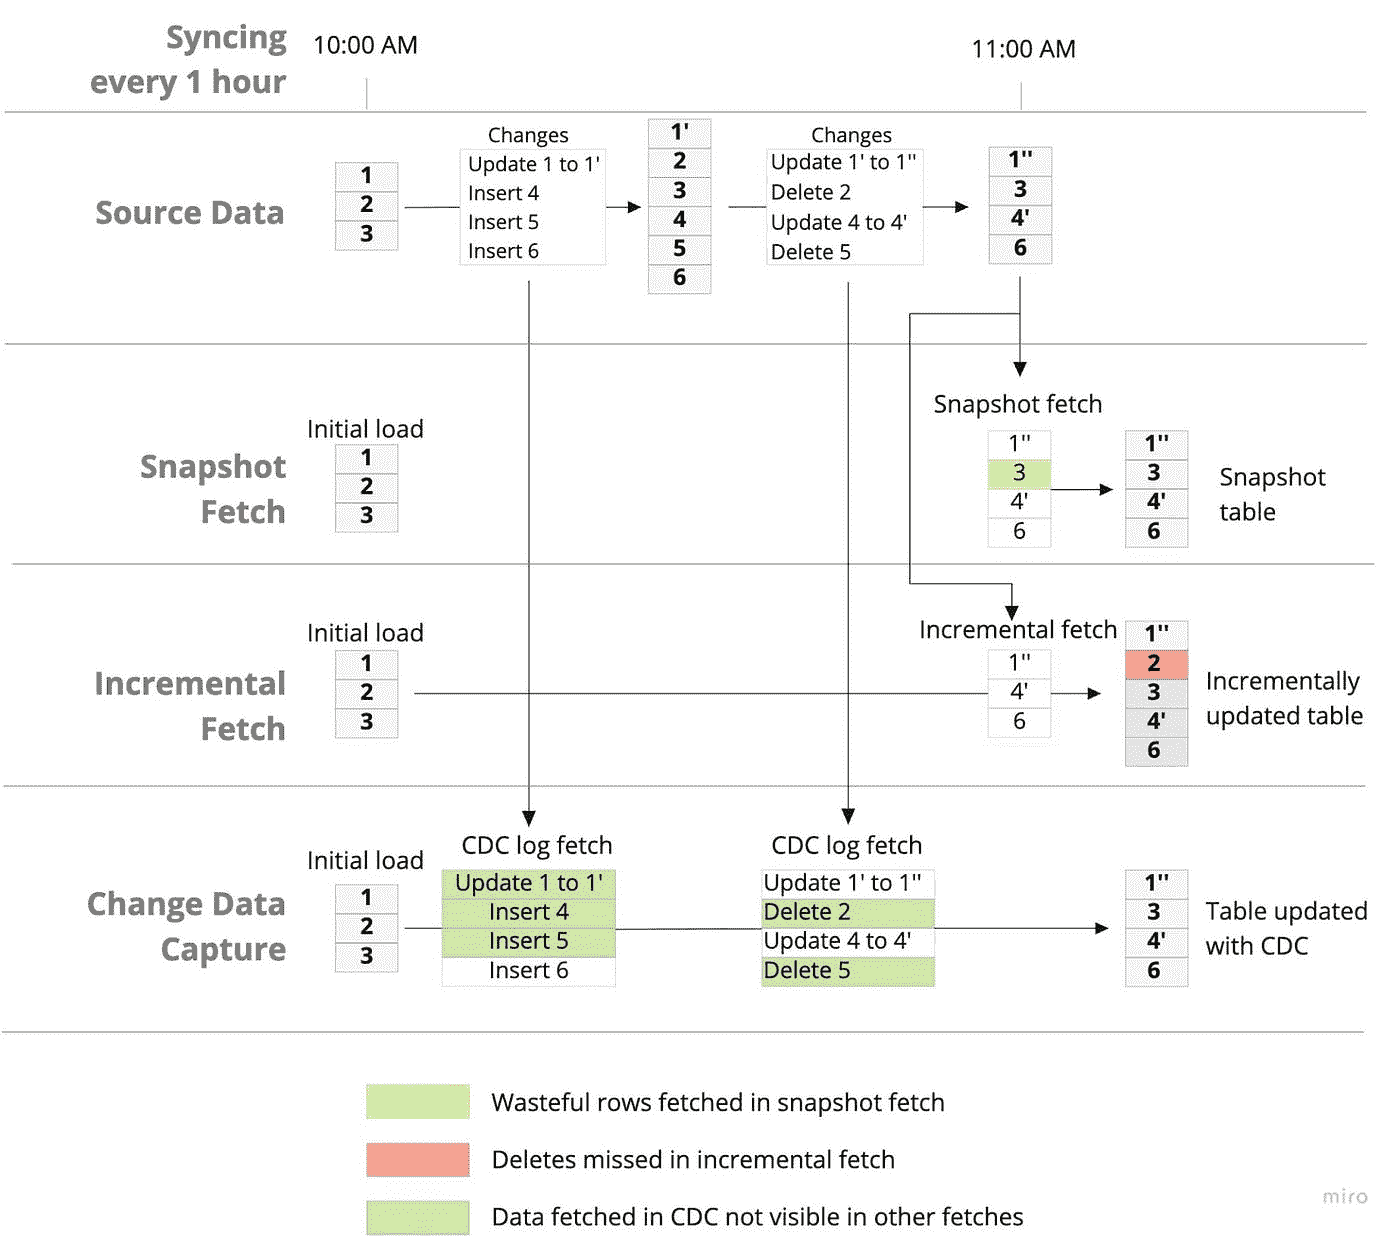 Syncing
every 1 hour
10:00 AM
11:00 AM
Source Data
1
2
3
Changes
Update 1 to 1'
Insert 4
Insert 5
Insert 6
1'
2
3
4
5
6
Changes
Update 1' to 1''
Delete 2
Update 4 to 4'
Delete 5
1''
3
4'
6
Snapshot
Fetch
Initial load
1
2
3
Snapshot fetch
1''
3
4'
6
1''
3
4'
6
Snapshot
table
Incremental
Fetch
Initial load
1
2
3
Incremental fetch
1''
4'
6
1''
2
3
4'
6
Incrementally
updated table
Change Data
Capture
Initial load
1
2
3
CDC log fetch
Update 1 to 1'
Insert 4
Insert 5
Insert 6
CDC log fetch
Update 1' to 1''
Delete 2
Update 4 to 4'
Delete 5
1''
3
4'
6
Table updated
with CDC
Wasteful rows fetched in snapshot fetch
Deletes missed in incremental fetch
Data fetched in CDC not visible in other fetches
miro